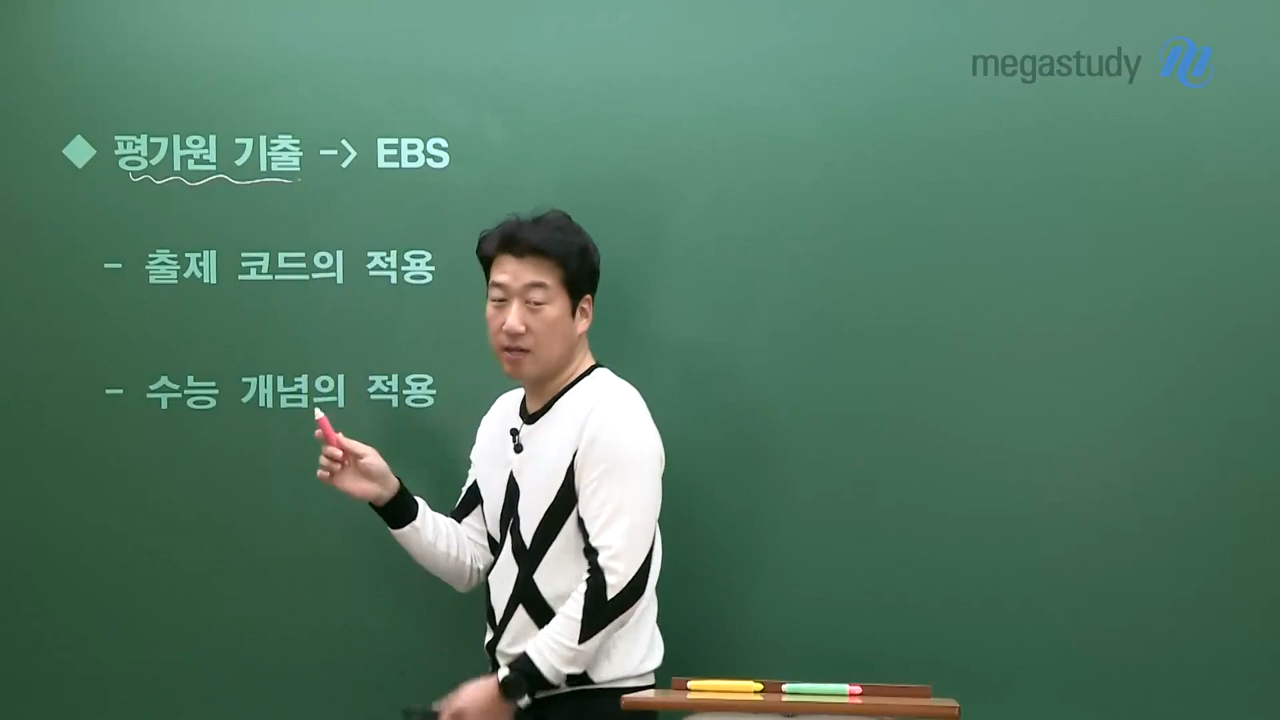 megastudy
◆ 평가원 기출 -> EBS
- 출제 코드의 적용
- 수능 개념의 적용